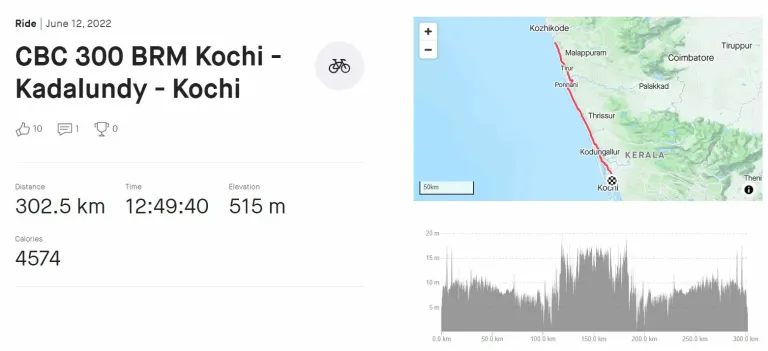 Ride | June 12, 2022
CBC 300 BRM Kochi -
Kadalundy - Kochi
10 1 0
Distance Time Elevation
302.5 km 12:49:40 515 m
Calories
4574
+
−
Kozhikode
Malappuram
Tiruppur
Coimbatore
Tirur
Ponnani
Palakkad
Thrissur
Kodungallur
KERALA
Kochi
Theni
50km
20 m
15 m
10 m
5 m
0.0 km 50.0 km 100.0 km 150.0 km 200.0 km 250.0 km 300.0 km